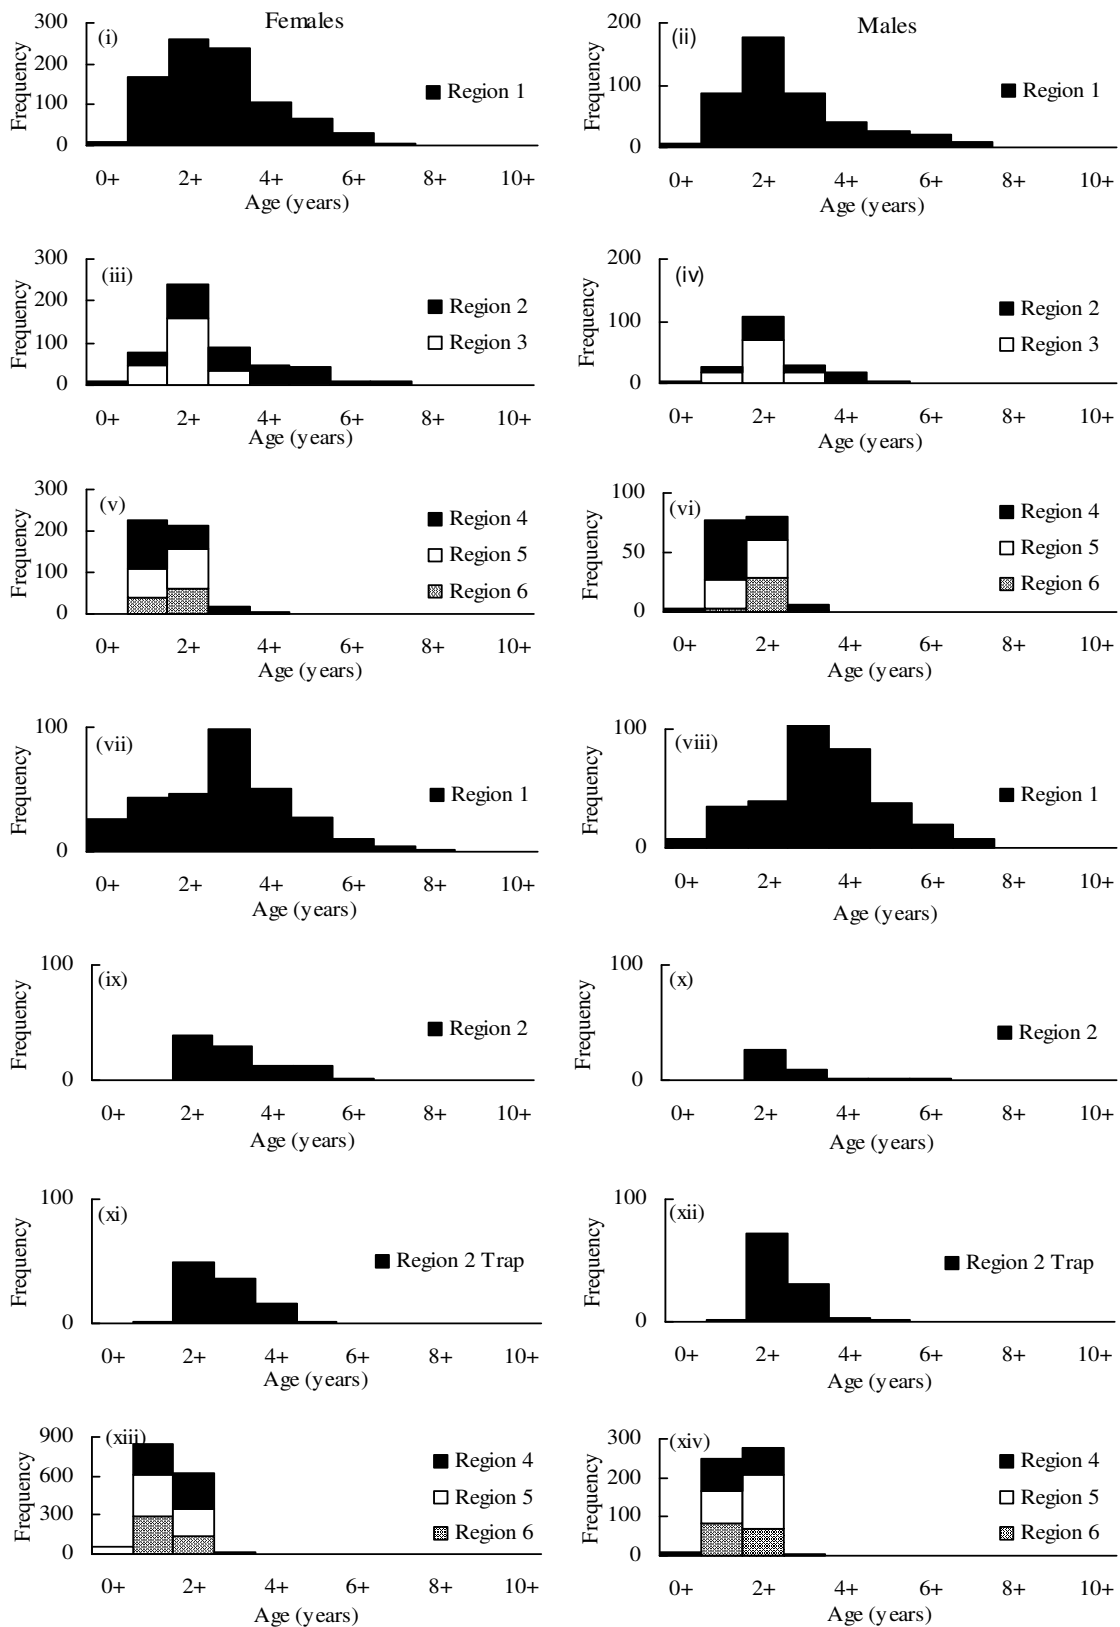 Females
Males
300
200
100
0
Frequency
(i)
Region 1
0+ 2+ 4+ 6+ 8+ 10+
Age (years)
200
100
0
Frequency
(ii)
Region 1
0+ 2+ 4+ 6+ 8+ 10+
Age (years)
300
200
100
0
Frequency
(iii)
Region 2
Region 3
0+ 2+ 4+ 6+ 8+ 10+
Age (years)
200
100
0
Frequency
(iv)
Region 2
Region 3
0+ 2+ 4+ 6+ 8+ 10+
Age (years)
300
200
100
0
Frequency
(v)
Region 4
Region 5
Region 6
0+ 2+ 4+ 6+ 8+ 10+
Age (years)
100
50
0
Frequency
(vi)
Region 4
Region 5
Region 6
0+ 2+ 4+ 6+ 8+ 10+
Age (years)
100
0
Frequency
(vii)
Region 1
0+ 2+ 4+ 6+ 8+ 10+
Age (years)
100
0
Frequency
(viii)
Region 1
0+ 2+ 4+ 6+ 8+ 10+
Age (years)
100
0
Frequency
(ix)
Region 2
0+ 2+ 4+ 6+ 8+ 10+
Age (years)
100
0
Frequency
(x)
Region 2
0+ 2+ 4+ 6+ 8+ 10+
Age (years)
100
0
Frequency
(xi)
Region 2 Trap
0+ 2+ 4+ 6+ 8+ 10+
Age (years)
100
0
Frequency
(xii)
Region 2 Trap
0+ 2+ 4+ 6+ 8+ 10+
Age (years)
900
600
300
0
Frequency
(xiii)
Region 4
Region 5
Region 6
0+ 2+ 4+ 6+ 8+ 10+
Age (years)
300
200
100
0
Frequency
(xiv)
Region 4
Region 5
Region 6
0+ 2+ 4+ 6+ 8+ 10+
Age (years)